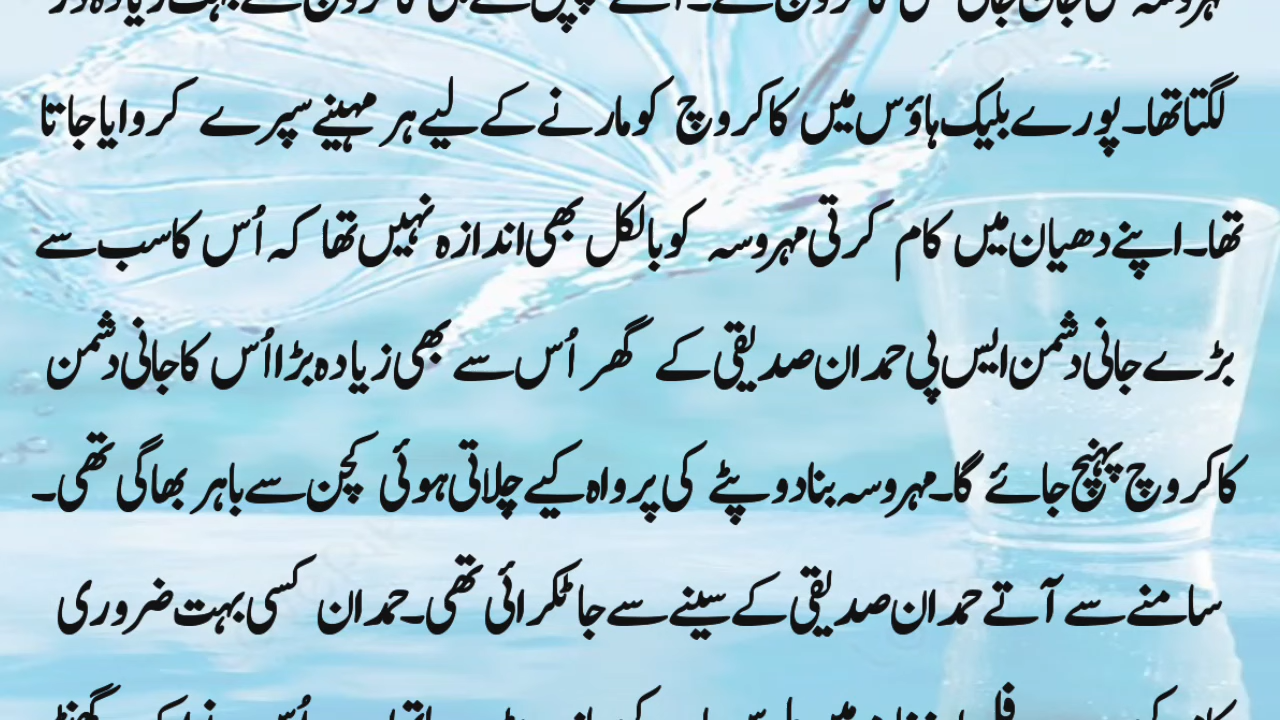 لگتا تھا۔ پورے بلیک ہاؤس میں کاکروچ کو مارنے کے لیے ہر مہینے سپرے کروایا جاتا
تھا۔ اپنے دھیان میں کام کرتی مہروسہ کو بالکل بھی اندازہ نہیں تھا کہ اُس کا سب سے
بڑے جانی دشمن ایس پی حمدان صدیقی کے گھر اُس سے بھی زیادہ بڑا اُس کا جانی دشمن
کاکروچ پہنچ جائے گا۔ مہروسہ بنا دوپٹے کی پرواہ کیے چلاتی ہوئی کچن سے باہر بھاگی تھی۔
سامنے سے آتے حمدان صدیقی کے سینے سے جا ٹکرائی تھی۔ حمدان کسی بہت ضروری